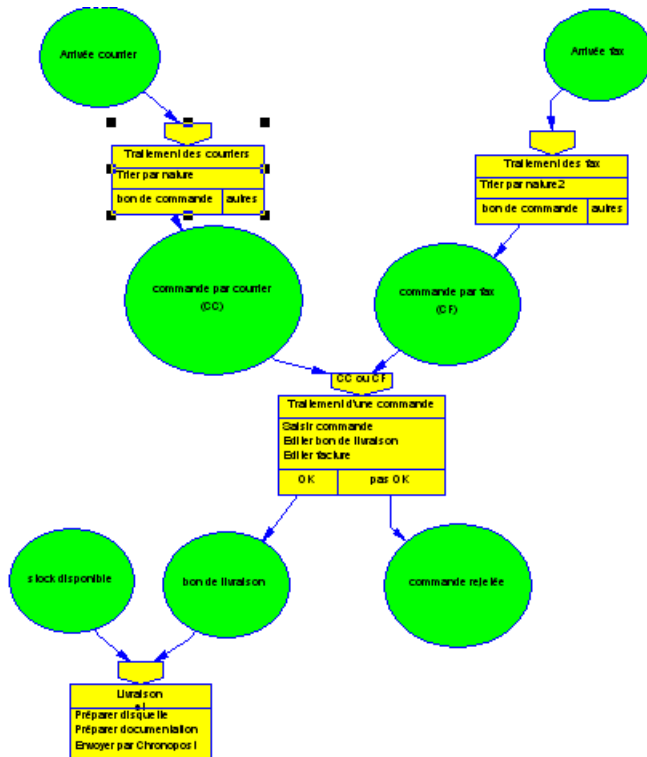 Arrivée courrier
Arrivée fax
Traitement des courriers
Trier par nature
bon de commande
autres
Traitement des fax
Trier par nature2
bon de commande
autres
commande par courrier
(CC)
commande par fax
(CF)
CC ou CF
Traitement d'une commande
Saisir commande
Editer bon de livraison
Editer facture
OK
pas OK
stock disponible
bon de livraison
commande rejetée
Livraison
et
Préparer disquette
Préparer documentation
Envoyer par Chronopost